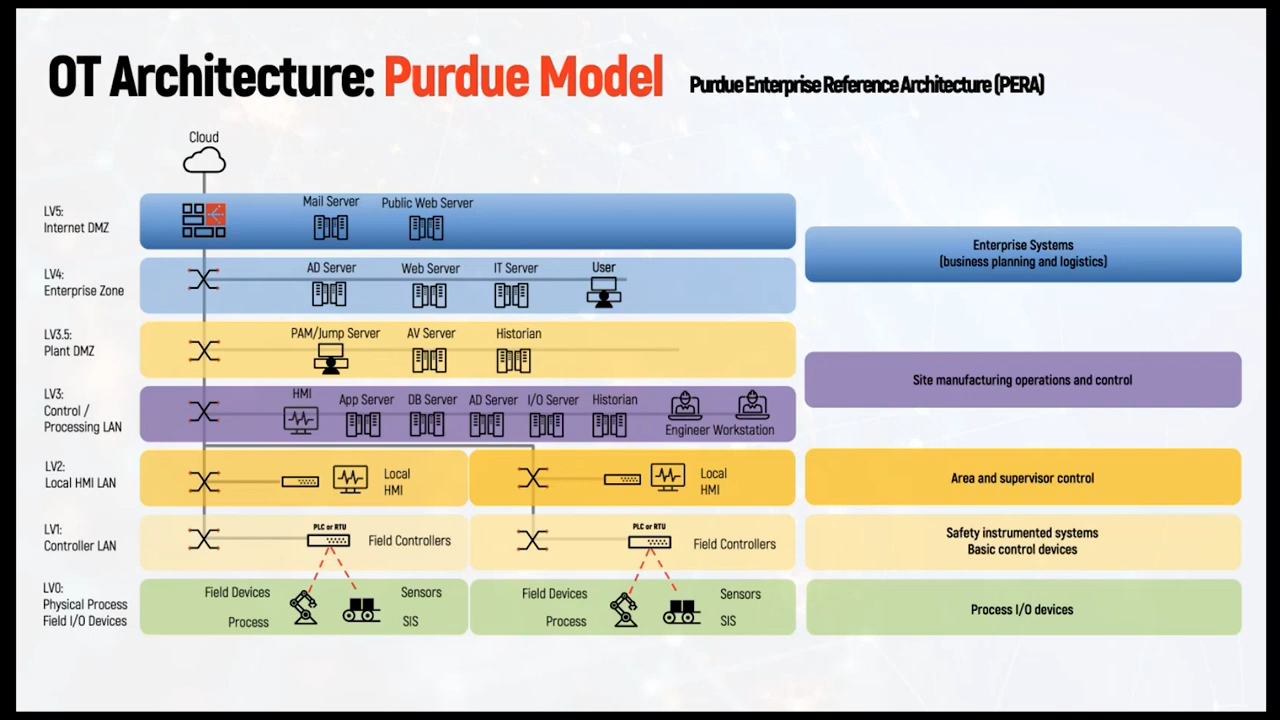 OT Architecture: Purdue Model
Purdue Enterprise Reference Architecture (PERA)
Cloud
LV5:
Internet DMZ
Mail Server
Public Web Server
Enterprise Systems
(business planning and logistics)
LV4:
Enterprise Zone
AD Server
Web Server
IT Server
User
LV3.5:
Plant DMZ
PAM/Jump Server
AV Server
Historian
Site manufacturing operations and control
LV3:
Control /
Processing LAN
HMI
App Server
DB Server
AD Server
I/O Server
Historian
Engineer Workstation
LV2:
Local HMI LAN
Local
HMI
Local
HMI
Area and supervisor control
LV1:
Controller LAN
PLC or RTU
Field Controllers
PLC or RTU
Field Controllers
Safety instrumented systems
Basic control devices
LV0:
Physical Process
Field I/O Devices
Field Devices
Process
Sensors
SIS
Field Devices
Process
Sensors
SIS
Process I/O devices